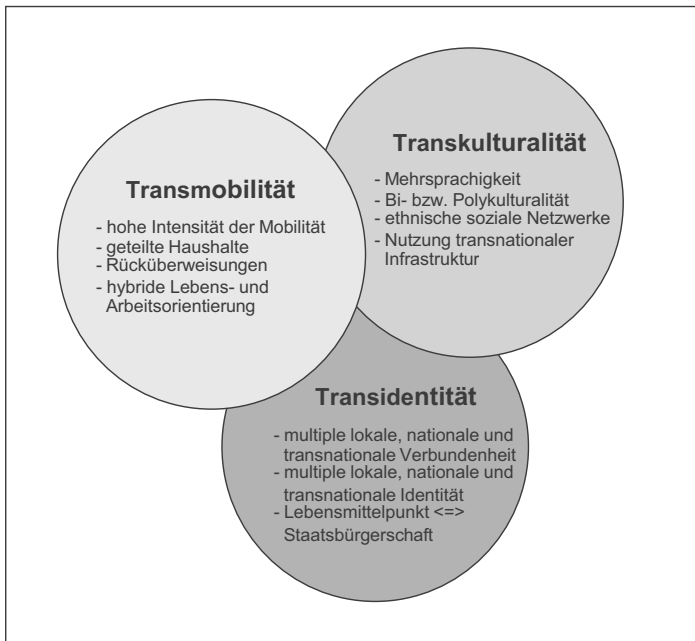 Transmobilität
- hohe Intensität der Mobilität
- geteilte Haushalte
- Rücküberweisungen
- hybride Lebens- und
Arbeitsorientierung
Transkulturalität
- Mehrsprachigkeit
- Bi- bzw. Polykulturalität
- ethnische soziale Netzwerke
- Nutzung transnationaler
Infrastruktur
Transidentität
- multiple lokale, nationale und
transnationale Verbundenheit
- multiple lokale, nationale und
transnationale Identität
- Lebensmittelpunkt <=>
Staatsbürgerschaft